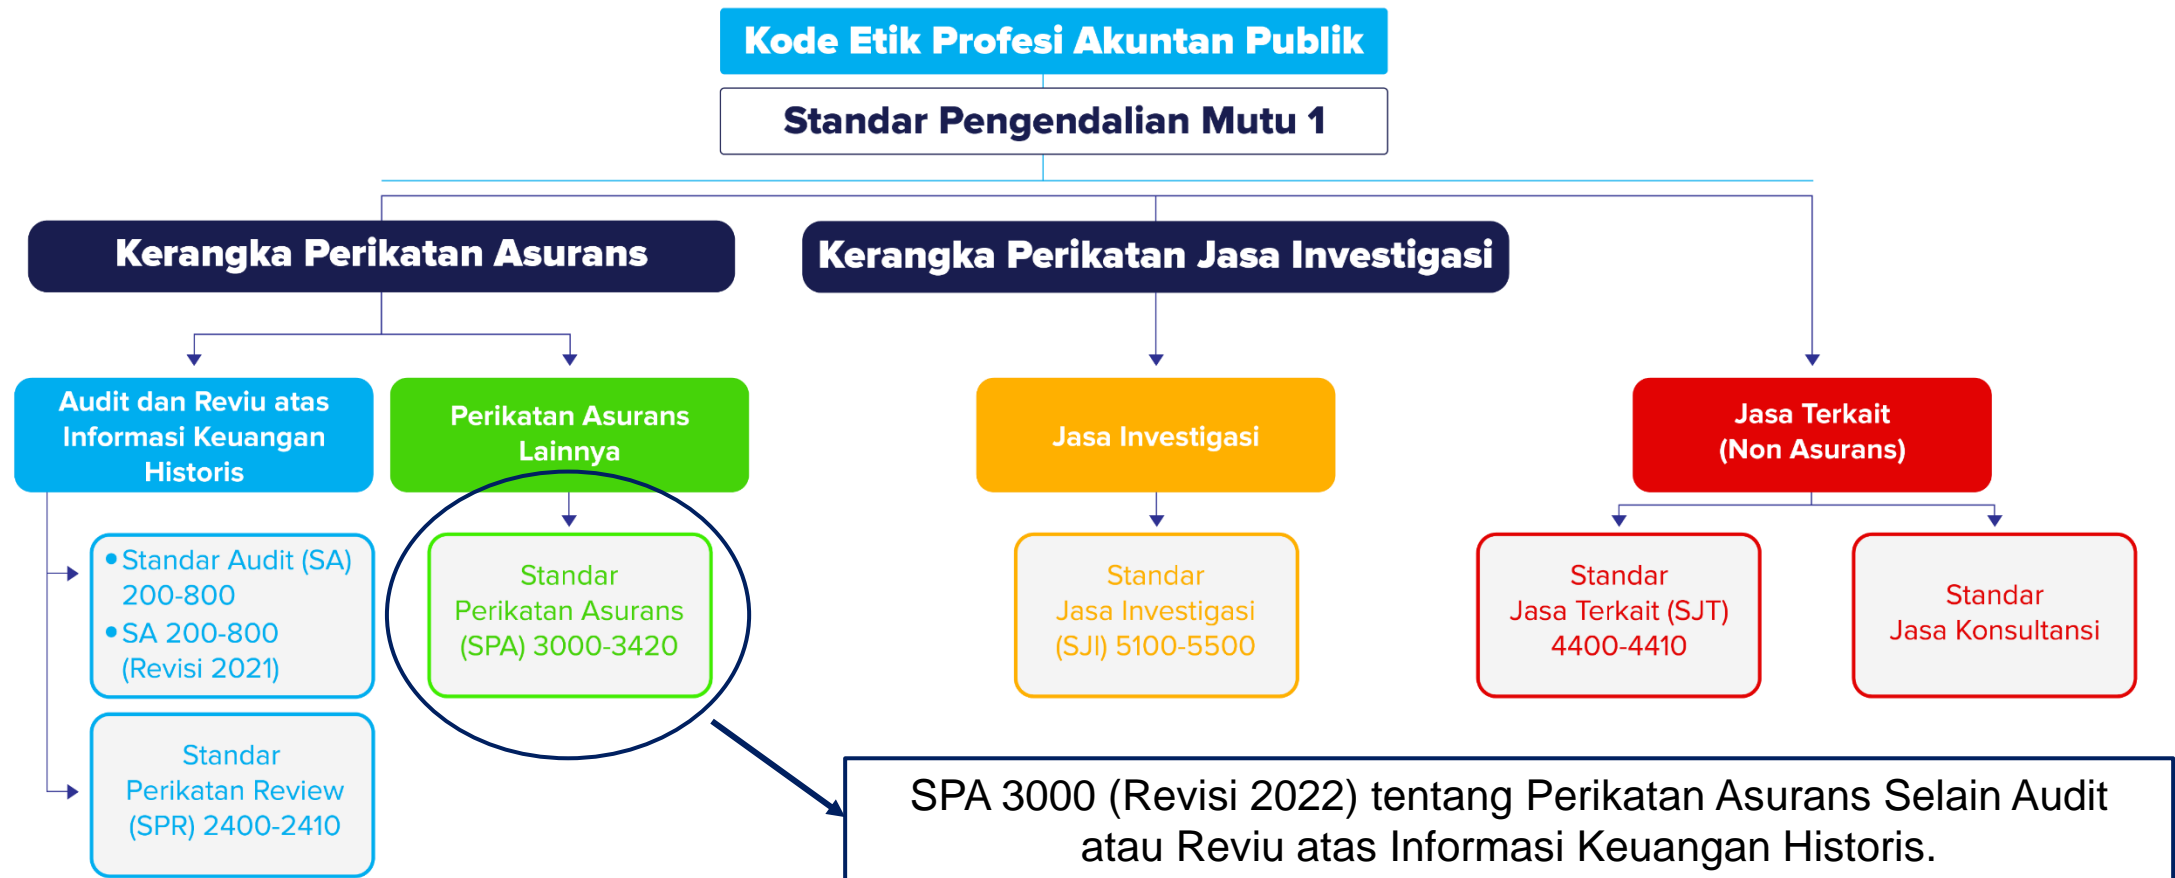 Kode Etik Profesi Akuntan Publik
Standar Pengendalian Mutu 1
Kerangka Perikatan Asurans
Kerangka Perikatan Jasa Investigasi
Audit dan Reviu atas
Informasi Keuangan
Historis
Perikatan Asurans
Lainnya
Jasa Investigasi
Jasa Terkait
(Non Asurans)
• Standar Audit (SA)
200-800
• SA 200-800
(Revisi 2021)
Standar
Perikatan Asurans
(SPA) 3000-3420
Standar
Jasa Investigasi
(SJI) 5100-5500
Standar
Jasa Terkait (SJT)
4400-4410
Standar
Jasa Konsultansi
Standar
Perikatan Review
(SPR) 2400-2410
SPA 3000 (Revisi 2022) tentang Perikatan Asurans Selain Audit
atau Reviu atas Informasi Keuangan Historis.